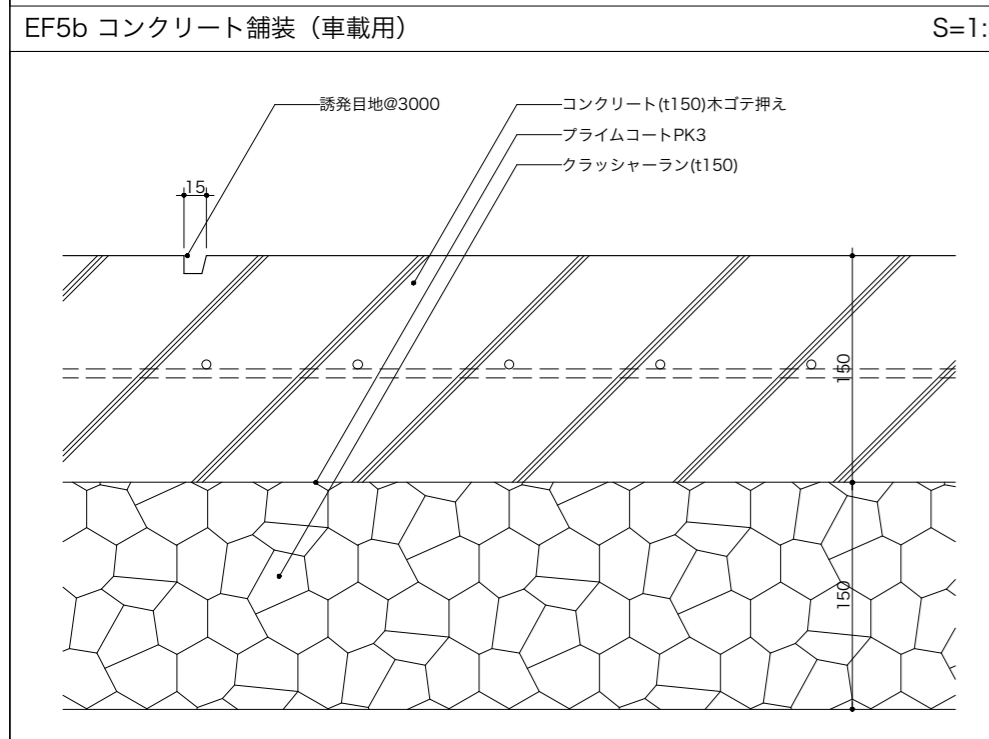 EF5b コンクリート舗装（車載用）
S=1:
誘発目地@3000
コンクリート(t150)木ゴテ押え
プライムコートPK3
クラッシャーラン(t150)
15
150
150